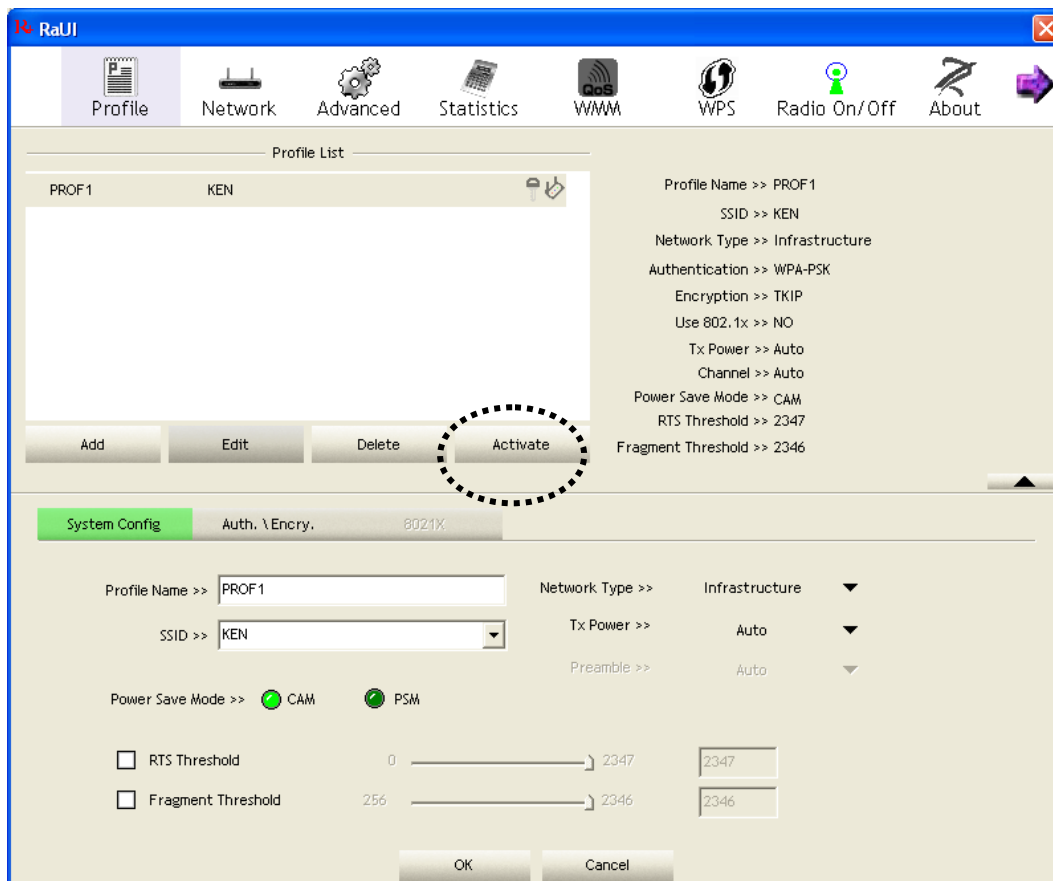 RaUI
Profile
Network
Advanced
Statistics
QoS
WMM
WPS
Radio On/Off
About
Profile List
PROF1 KEN
Profile Name >> PROF1
SSID >> KEN
Network Type >> Infrastructure
Authentication >> WPA-PSK
Encryption >> TKIP
Use 802.1x >> NO
Tx Power >> Auto
Channel >> Auto
Power Save Mode >> CAM
RTS Threshold >> 2347
Fragment Threshold >> 2346
Add
Edit
Delete
Activate
System Config
Auth. \ Encry.
8021X
Profile Name >> PROF1
Network Type >> Infrastructure
SSID >> KEN
Tx Power >> Auto
Preamble >> Auto
Power Save Mode >> CAM PSM
RTS Threshold 0 2347 2347
Fragment Threshold 256 2346 2346
OK
Cancel